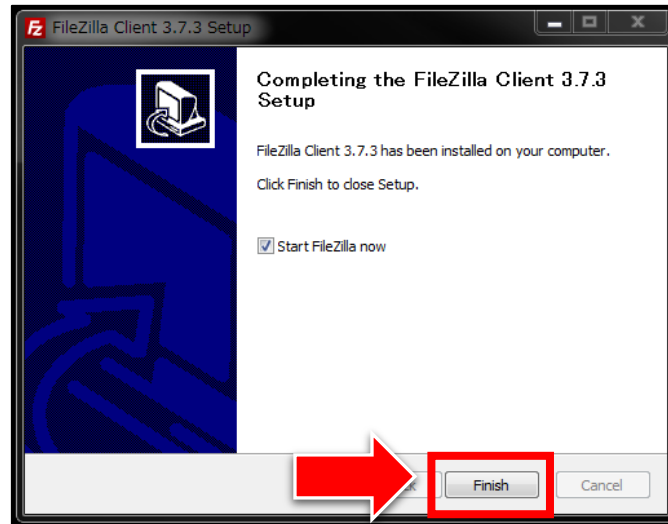 FileZilla Client 3.7.3 Setup
Completing the FileZilla Client 3.7.3
Setup
FileZilla Client 3.7.3 has been installed on your computer.
Click Finish to close Setup.
Start FileZilla now
Finish
Cancel